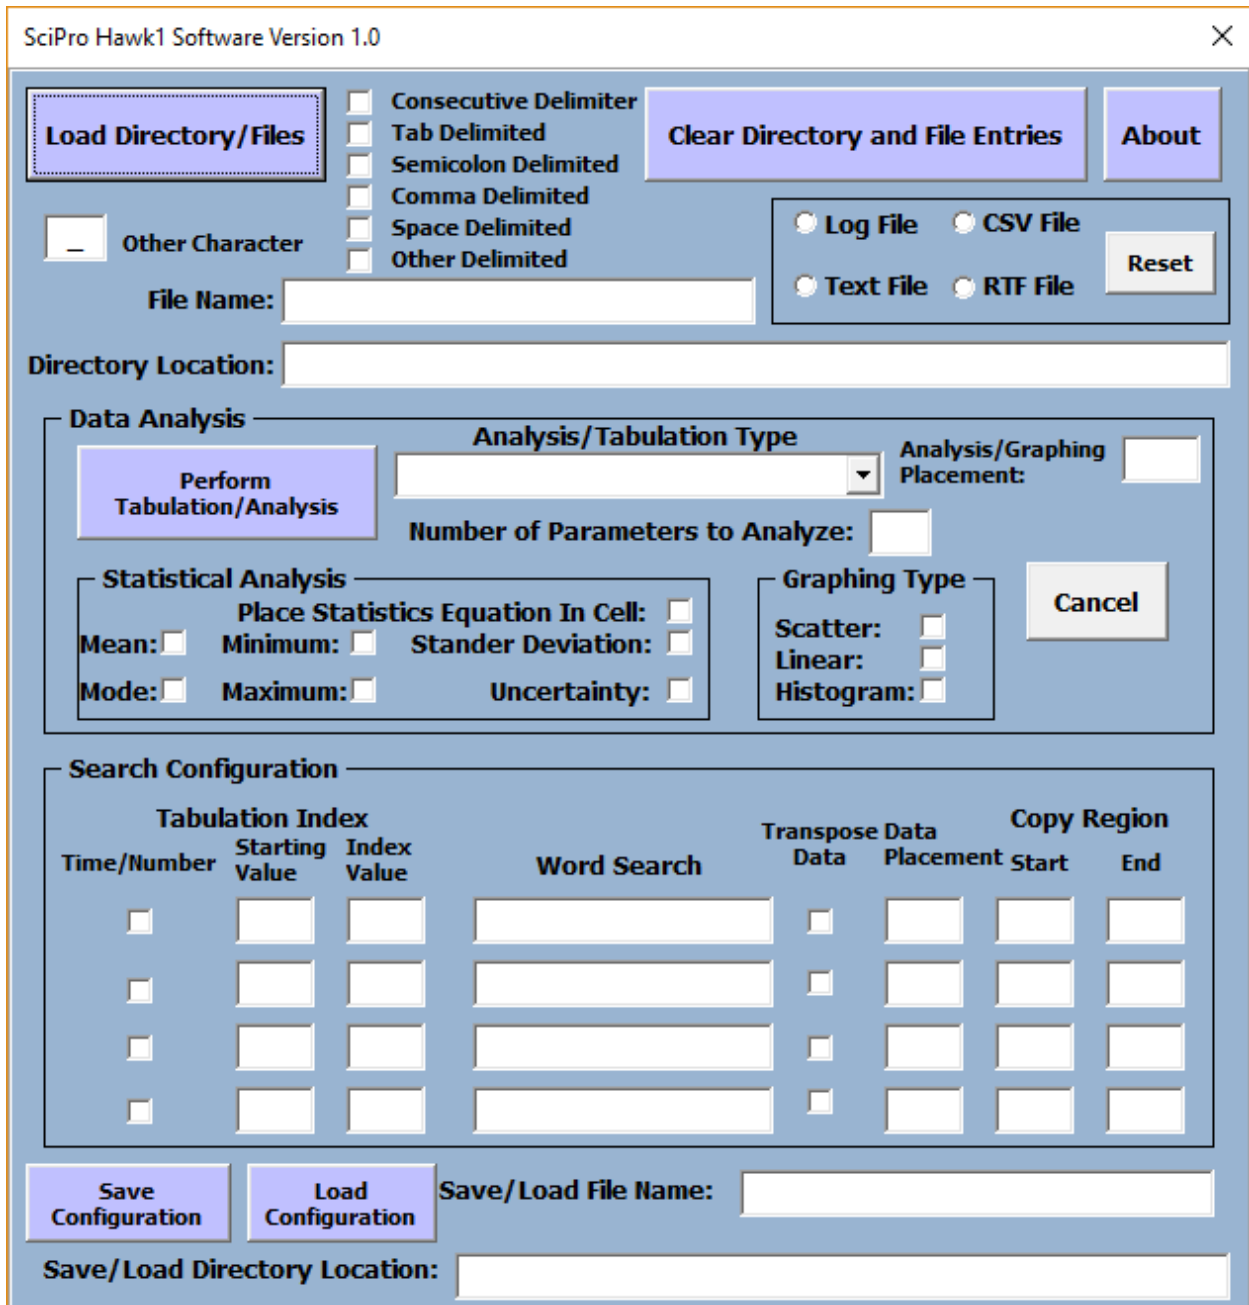 SciPro Hawk1 Software Version 1.0
Load Directory/Files
Consecutive Delimiter
Tab Delimited
Semicolon Delimited
Comma Delimited
Space Delimited
Other Delimited
Clear Directory and File Entries
About
_
Other Character
Log File
CSV File
Text File
RTF File
Reset
File Name:
Directory Location:
Data Analysis
Perform
Tabulation/Analysis
Analysis/Tabulation Type
Analysis/Graphing
Placement:
Number of Parameters to Analyze:
Statistical Analysis
Place Statistics Equation In Cell:
Mean:
Minimum:
Stander Deviation:
Mode:
Maximum:
Uncertainty:
Graphing Type
Scatter:
Linear:
Histogram:
Cancel
Search Configuration
Tabulation Index
Time/Number
Starting
Value
Index
Value
Word Search
Transpose
Data
Data
Placement
Copy Region
Start
End
Save
Configuration
Load
Configuration
Save/Load File Name:
Save/Load Directory Location: